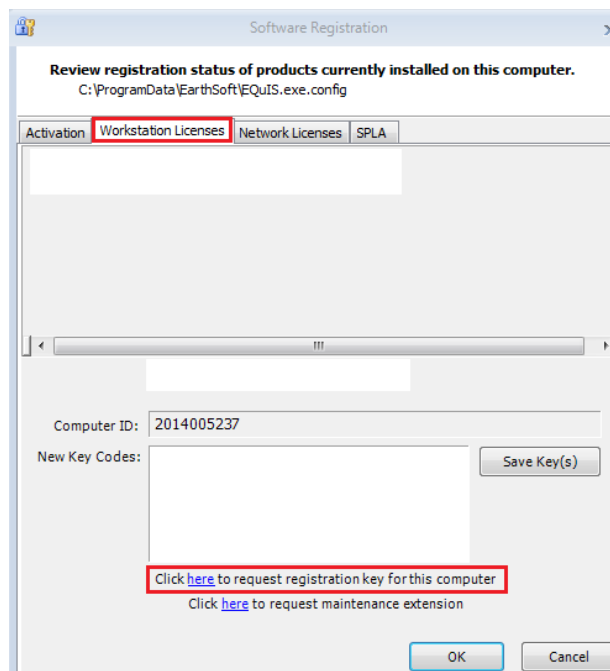 Software Registration
Review registration status of products currently installed on this computer.
C:\ProgramData\EarthSoft\EQuIS.exe.config
Activation Workstation Licenses Network Licenses SPLA
Computer ID: 2014005237
New Key Codes:
Save Key(s)
Click here to request registration key for this computer
Click here to request maintenance extension
OK Cancel